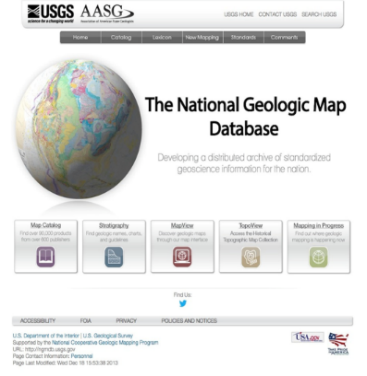 USGS
science for a changing world
AASG
Association of American State Geologists
USGS HOME CONTACT USGS SEARCH USGS
Home Catalog Lexicon New Mapping Standards Comments
The National Geologic Map
Database
Developing a distributed archive of standardized
geoscience information for the nation.
Map Catalog
Find over 90,000 products
from over 600 publishers.
Stratigraphy
Find geologic names, charts,
and guidelines.
MapView
Discover geologic maps
through our map interface
TopoView
Access the Historical
Topographic Map Collection
Mapping in Progress
Find out where geologic
mapping is happening now
Find Us:
ACCESSIBILITY FOIA PRIVACY POLICIES AND NOTICES
U.S. Department of the Interior | U.S. Geological Survey
Supported by the National Cooperative Geologic Mapping Program
URL: http://ngmdb.usgs.gov
Page Contact Information: Personnel
Page Last Modified: Wed Dec 18 15:53:38 2013
USA.gov